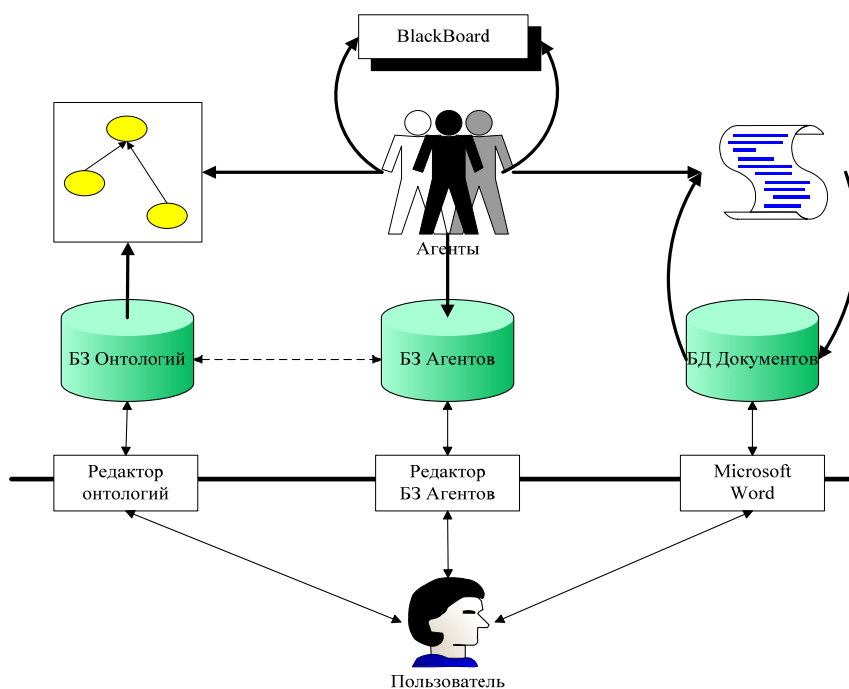 BlackBoard
Агенты
БЗ Онтологий
БЗ Агентов
БД Документов
Редактор
онтологий
Редактор
БЗ Агентов
Microsoft
Word
Пользователь